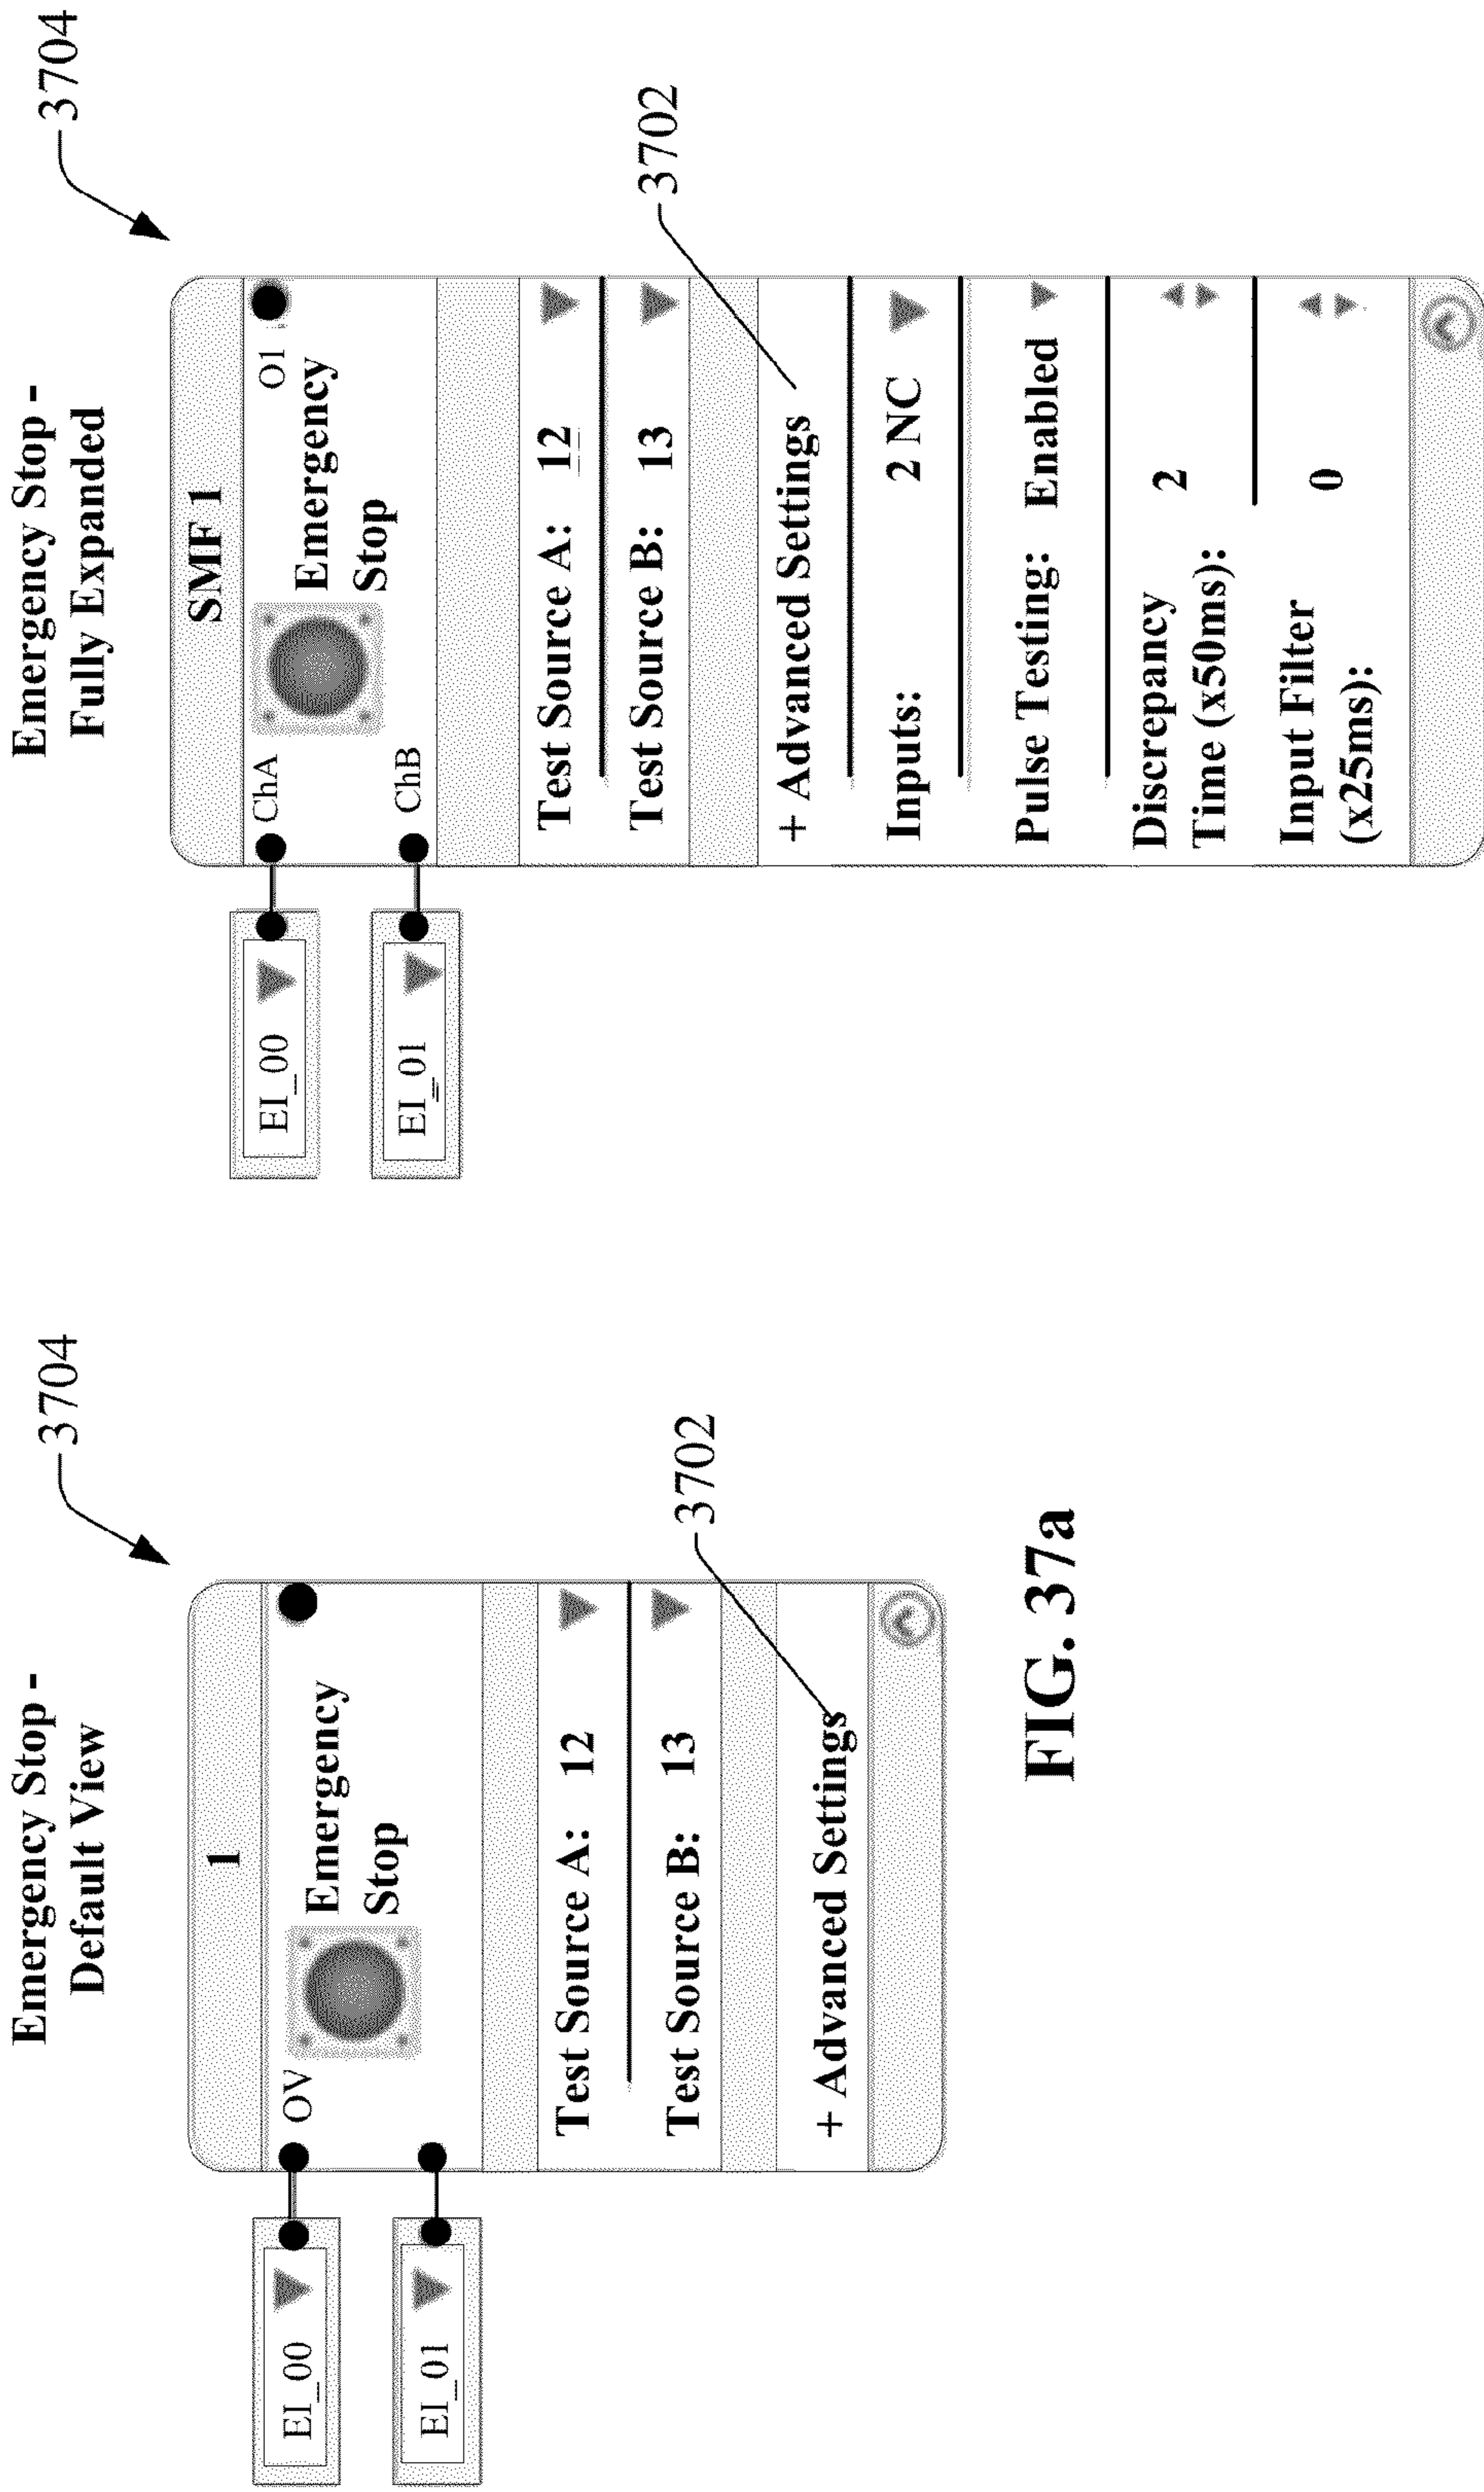 Emergency Stop -
Default View
3704
1
OV
Emergency
Stop
EI_00
EI_01
Test Source A: 12
Test Source B: 13
3702
+ Advanced Settings
Emergency Stop -
Fully Expanded
3704
SMF 1
ChA
O1
Emergency
Stop
ChB
EI_00
EI_01
Test Source A: 12
Test Source B: 13
3702
+ Advanced Settings
Inputs: 2 NC
Pulse Testing: Enabled
Discrepancy
Time (x50ms): 2
Input Filter
(x25ms): 0
FIG. 37a